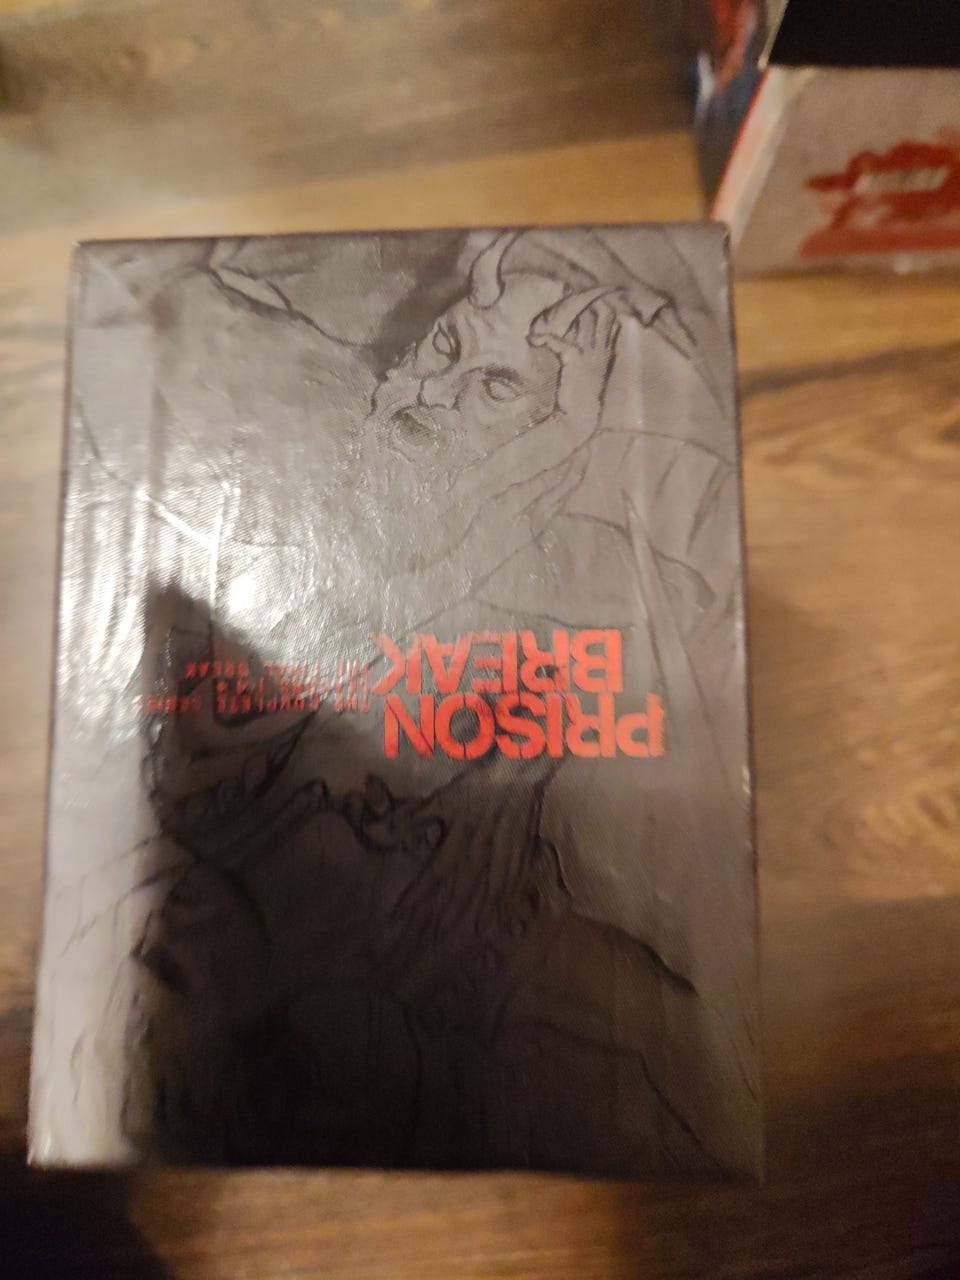 PRISON
BREAK
THE COMPLETE SERIES
THE FINAL BREAK